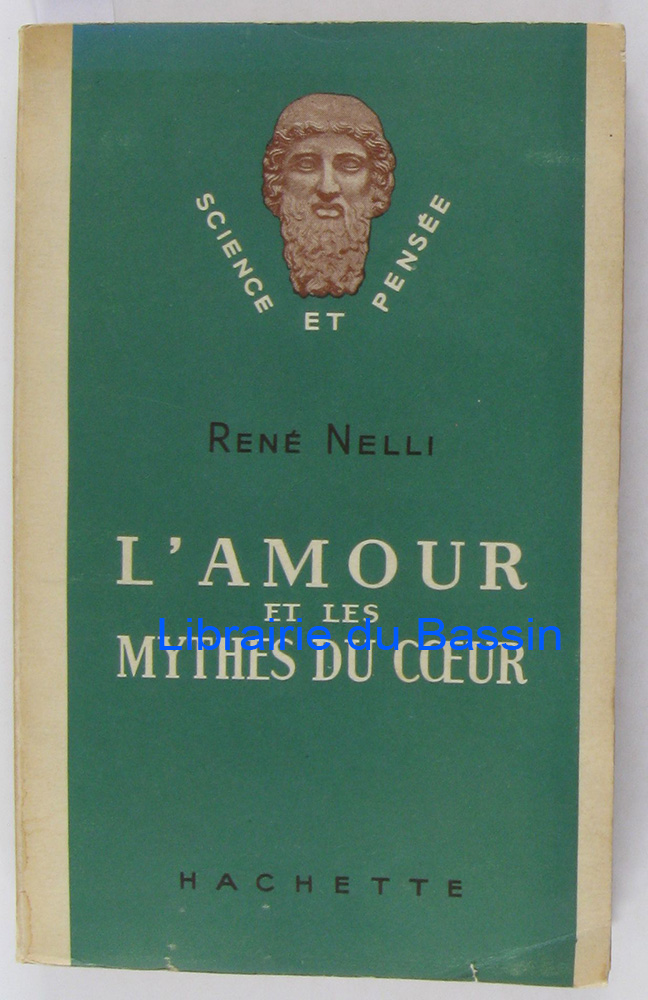 SCIENCE ET PENSÉE
RENÉ NELLI
L'AMOUR
ET LES
Librairie du Bassin
MYTHES DU CŒUR
HACHETTE